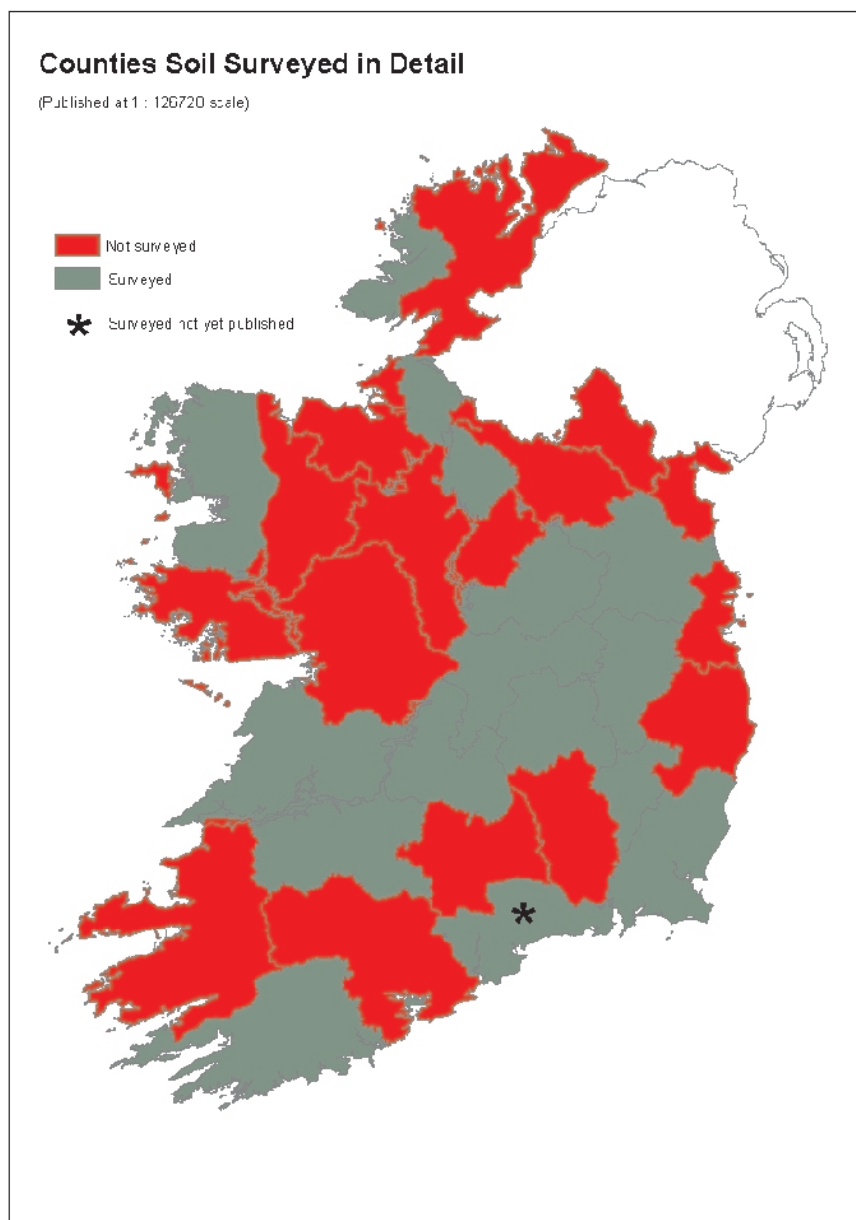 Counties Soil Surveyed in Detail
(Published at 1 : 126720 scale)
Not surveyed
Surveyed
Surveyed not yet published